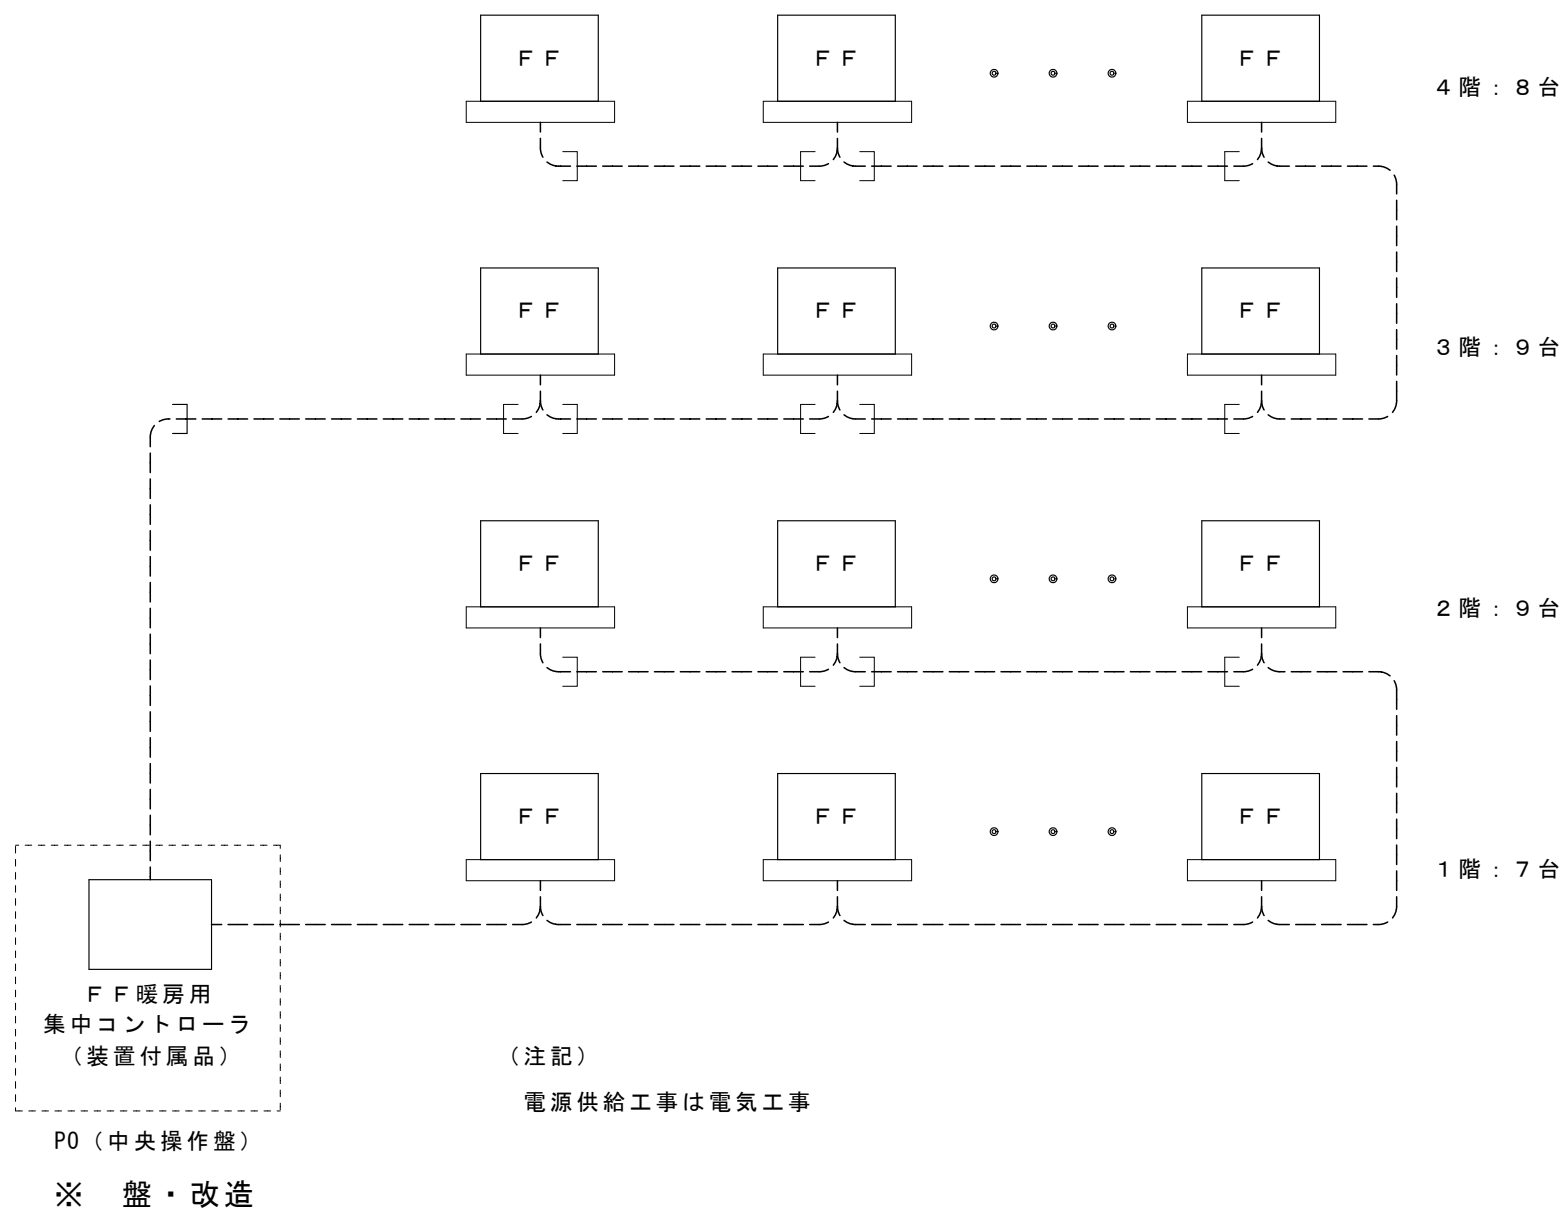 ＦＦ ＦＦ ＦＦ 4階：8台
ＦＦ ＦＦ ＦＦ 3階：9台
ＦＦ ＦＦ ＦＦ 2階：9台
ＦＦ ＦＦ ＦＦ 1階：7台
ＦＦ暖房用
集中コントローラ
（装置付属品）
（注記）
電源供給工事は電気工事
PO（中央操作盤）
※　盤・改造